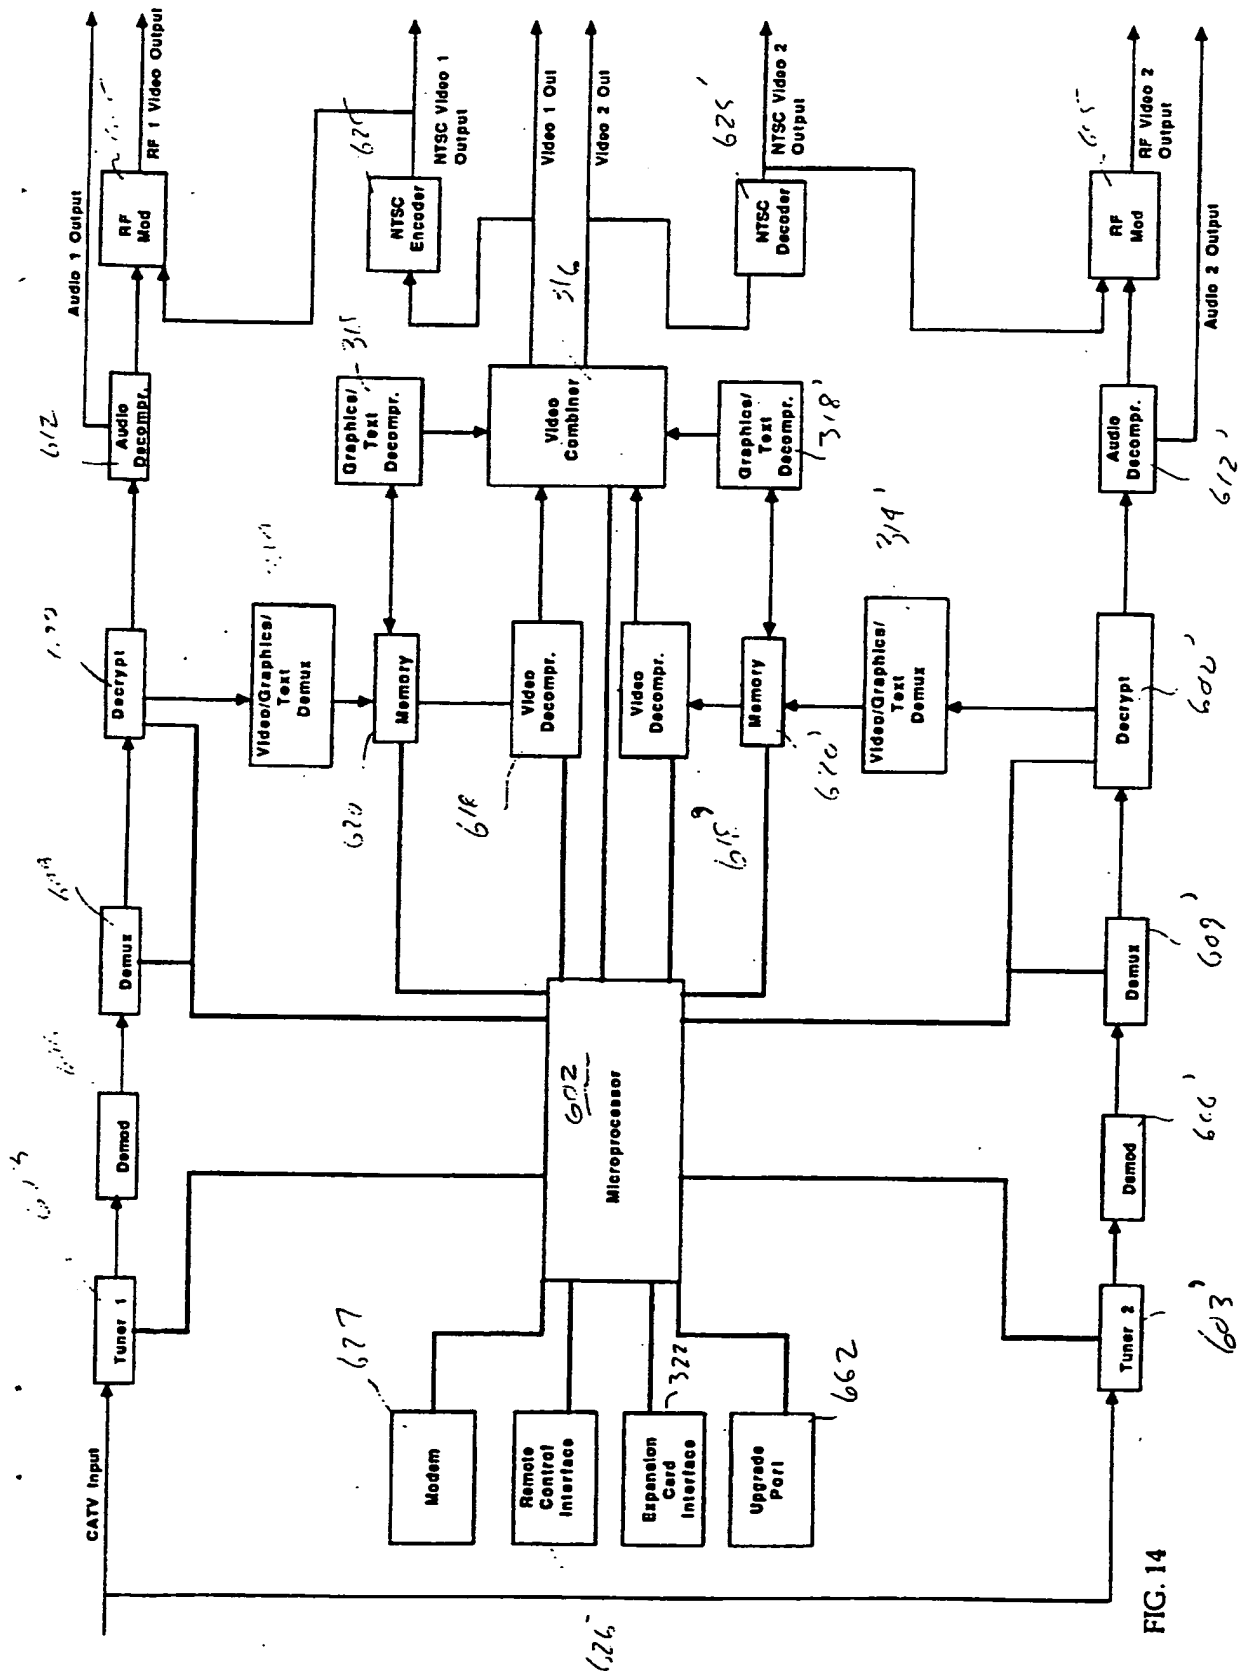 CATV Input
Tuner 1
Demod
Demux
Decrypt
Audio
Decompr.
612
RF
Mod
Audio 1 Output
RF 1 Video Output
Video/Graphics/
Text
Demux
Memory
620
Graphics/
Text
Decompr.
315
NTSC
Encoder
NTSC Video 1
Output
Modem
627
Remote
Control
Interface
Expansion
Card
Interface
322
Upgrade
Port
662
Microprocessor
602
Video
Decompr.
618
Video
Decompr.
Video
Combiner
316
Video 1 Out
Video 2 Out
Memory
620'
Graphics/
Text
Decompr.
318'
NTSC
Decoder
625'
NTSC Video 2
Output
Video/Graphics/
Text
Demux
314'
Tuner 2
603'
Demod
606'
Demux
609'
Decrypt
Audio
Decompr.
612'
RF
Mod
RF Video 2
Output
Audio 2 Output
FIG. 14